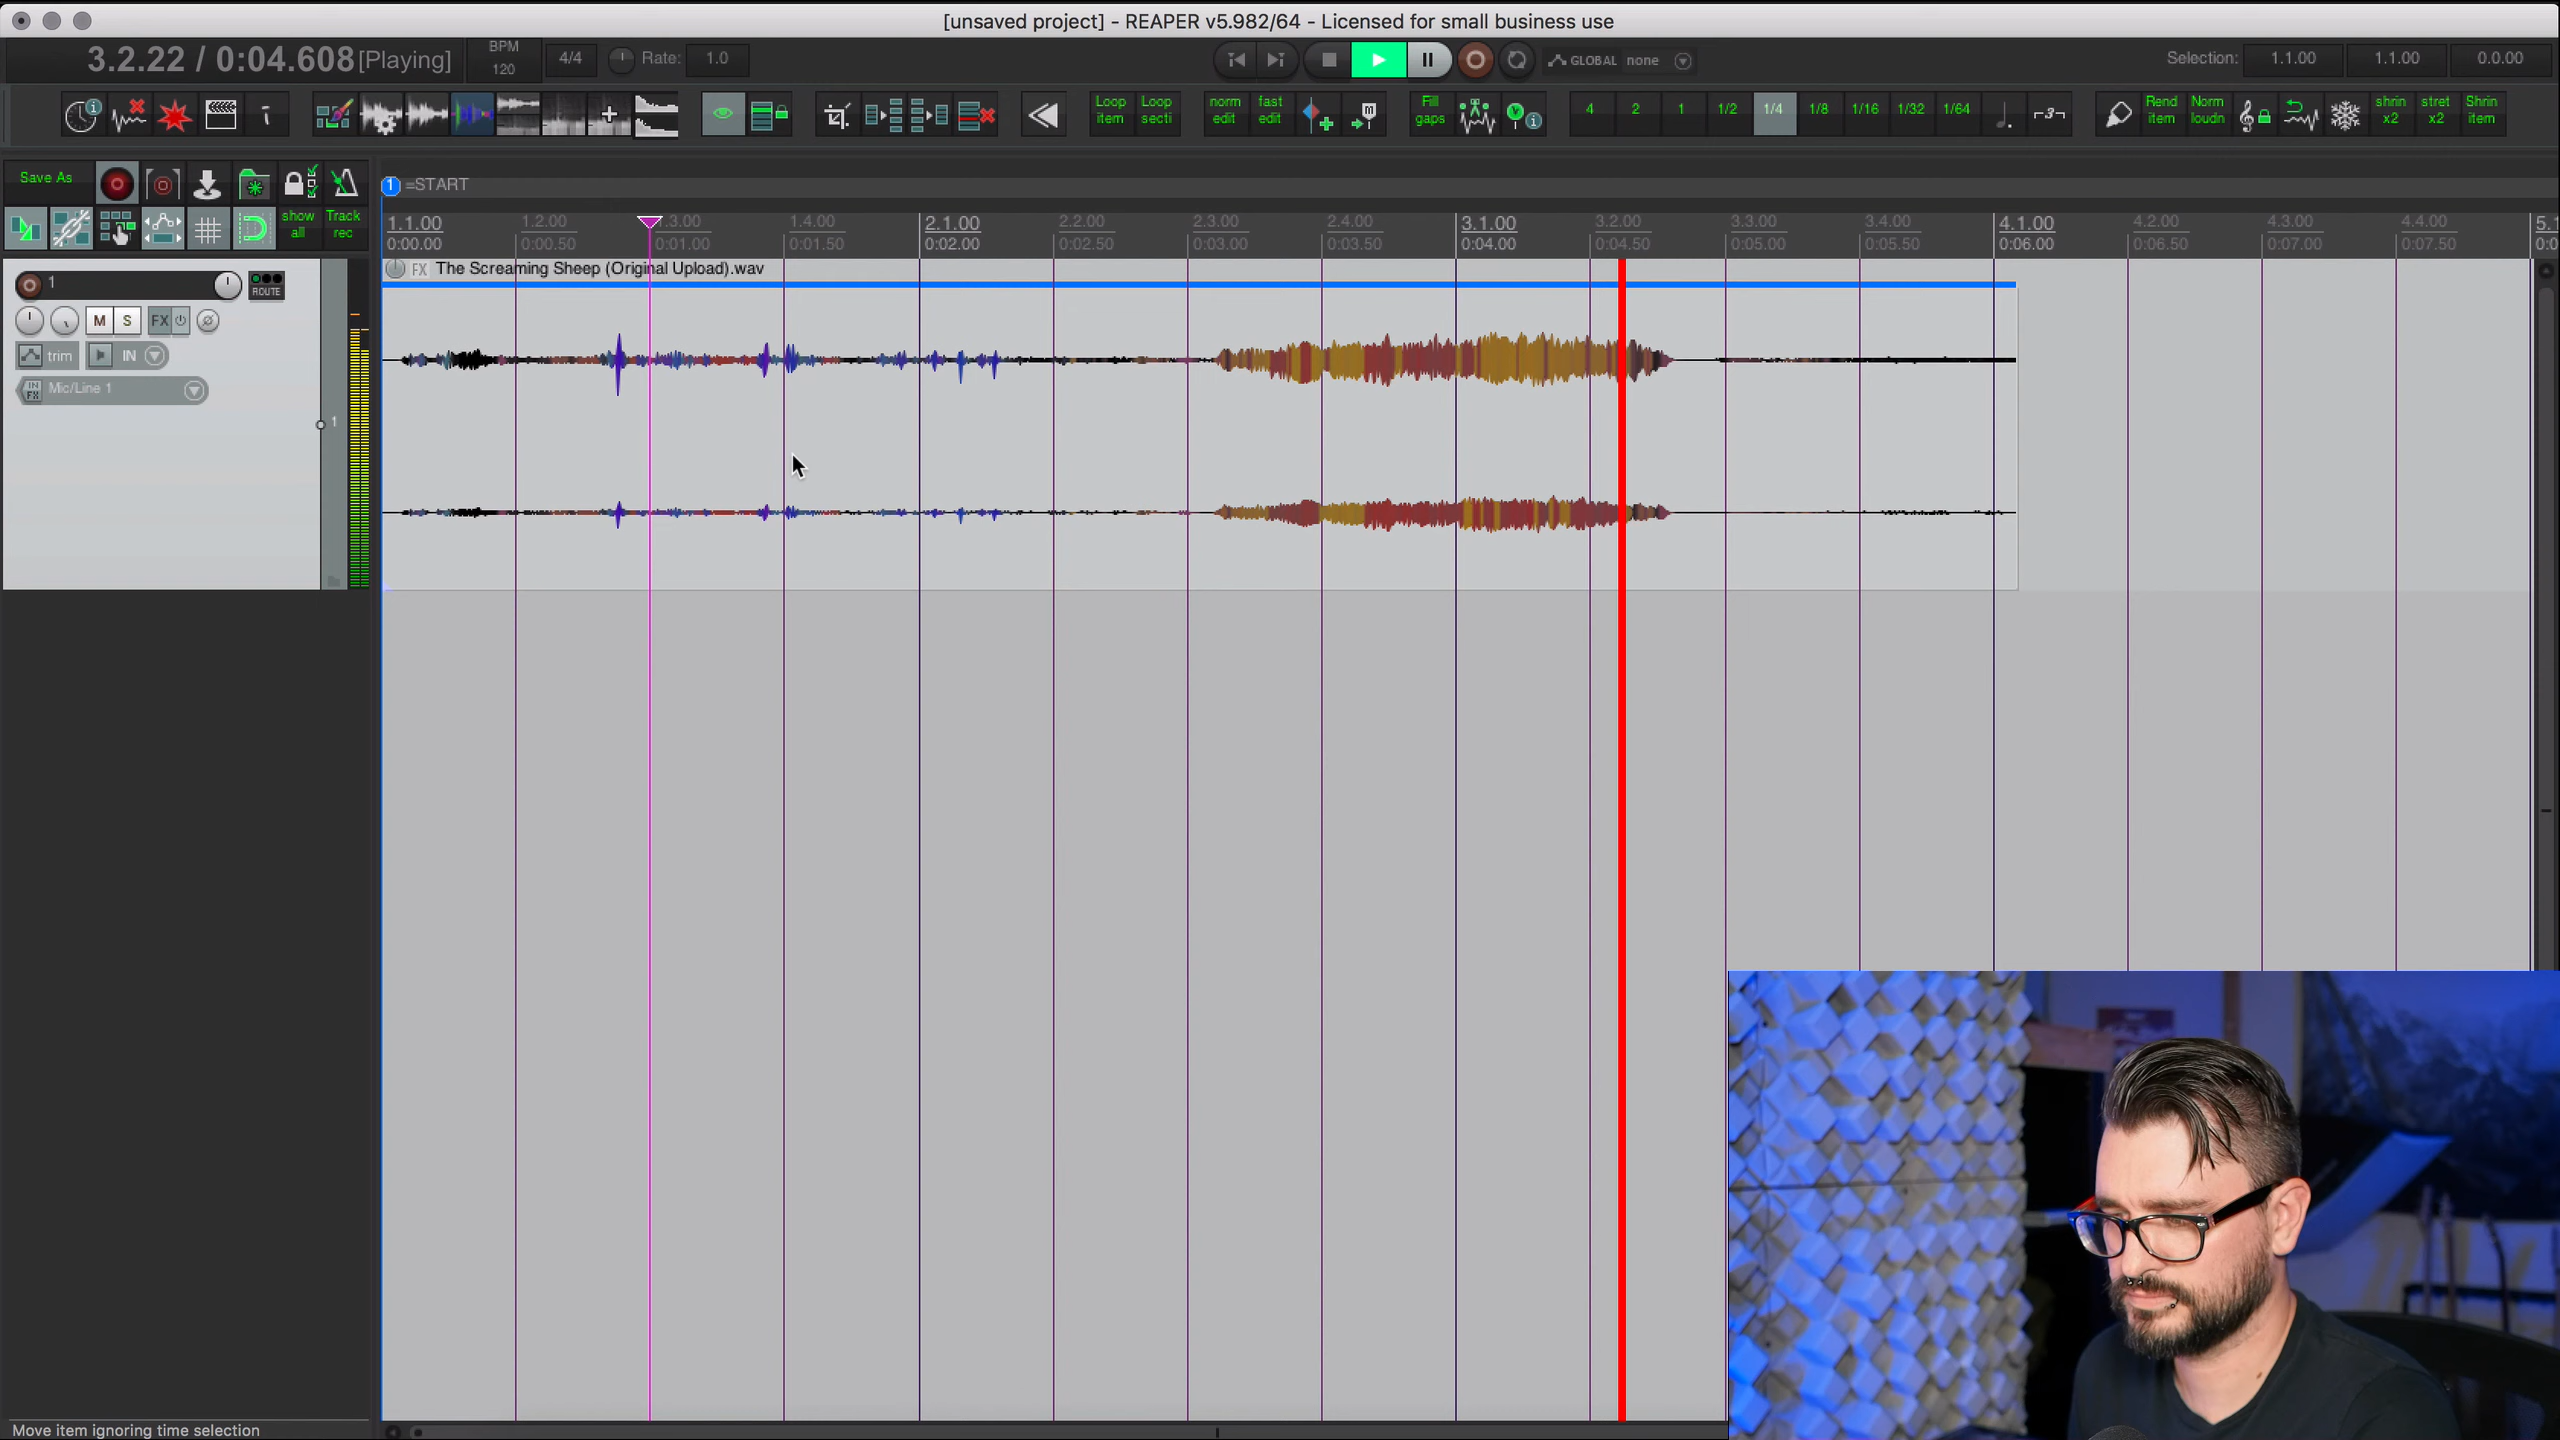 [unsaved project] - REAPER v5.982/64 - Licensed for small business use
3.2.22 / 0:04.608 [Playing]
BPM
120
4/4
Rate: 1.0
GLOBAL none
Selection: 1.1.00 1.1.00 0.0.00
Loop item
Loop secti
norm edit
fast edit
Fill gaps
4 2 1 1/2 1/4 1/8 1/16 1/32 1/64
-3-
Rend item
Norm loudn
shrin x2
stret x2
Shrin item
Save As
show all
Track rec
1 =START
1.1.00 1.2.00 1.3.00 1.4.00 2.1.00 2.2.00 2.3.00 2.4.00 3.1.00 3.2.00 3.3.00 3.4.00 4.1.00 4.2.00 4.3.00 4.4.00 5.1
0:00.00 0:00.50 0:01.00 0:01.50 0:02.00 0:02.50 0:03.00 0:03.50 0:04.00 0:04.50 0:05.00 0:05.50 0:06.00 0:06.50 0:07.00 0:07.50 0:0
FX The Screaming Sheep (Original Upload).wav
1
ROUTE
M S FX
trim IN
IN FX Mic/Line 1
1
Move item ignoring time selection